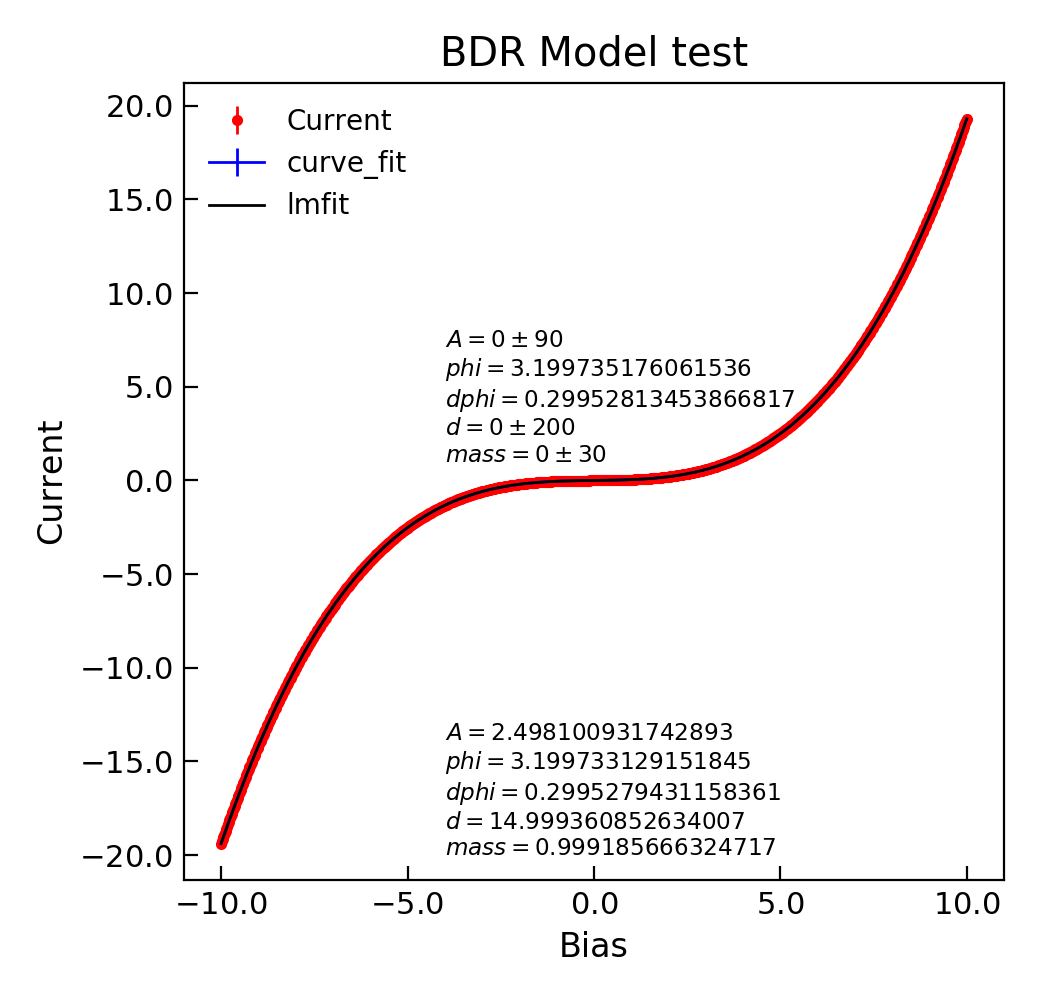 BDR Model test
20.0
15.0
10.0
5.0
0.0
−5.0
−10.0
−15.0
−20.0
Current
Current
curve_fit
lmfit
A = 0 ± 90
phi = 3.199735176061536
dphi = 0.29952813453866817
d = 0 ± 200
mass = 0 ± 30
A = 2.498100931742893
phi = 3.199733129151845
dphi = 0.2995279431158361
d = 14.999360852634007
mass = 0.999185666324717
−10.0 −5.0 0.0 5.0 10.0
Bias